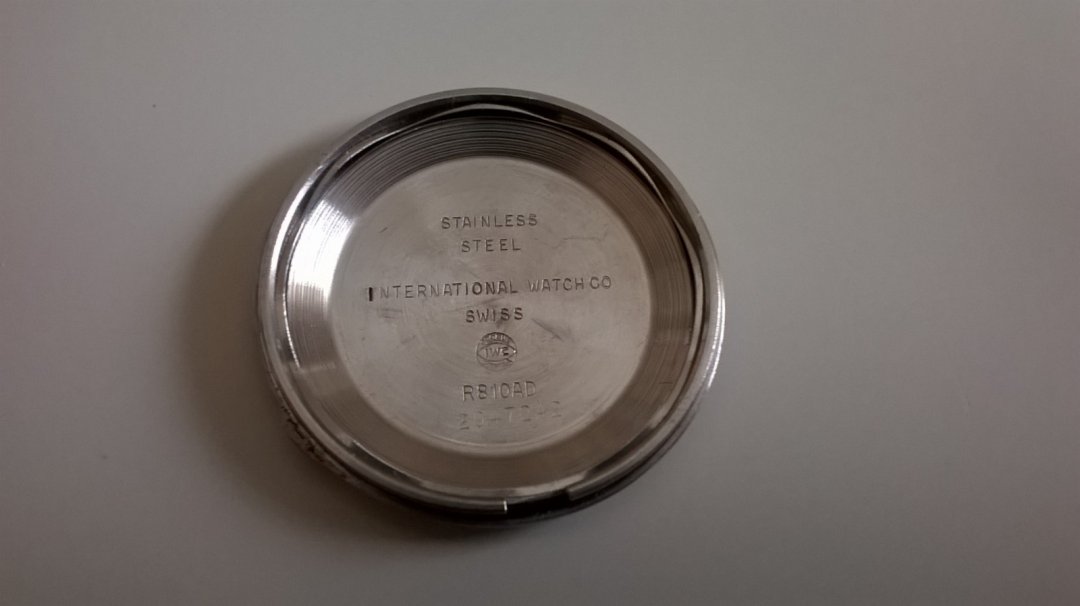 STAINLESS
STEEL
INTERNATIONAL WATCH CO
SWISS
IWC
R810AD